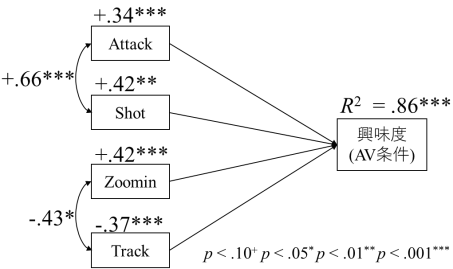 +.34***
Attack
+.66***
+.42**
Shot
R² = .86***
興味度
(AV条件)
+.42***
Zoomin
-.43*
-.37***
Track
p < .10⁺ p < .05* p < .01** p < .001***